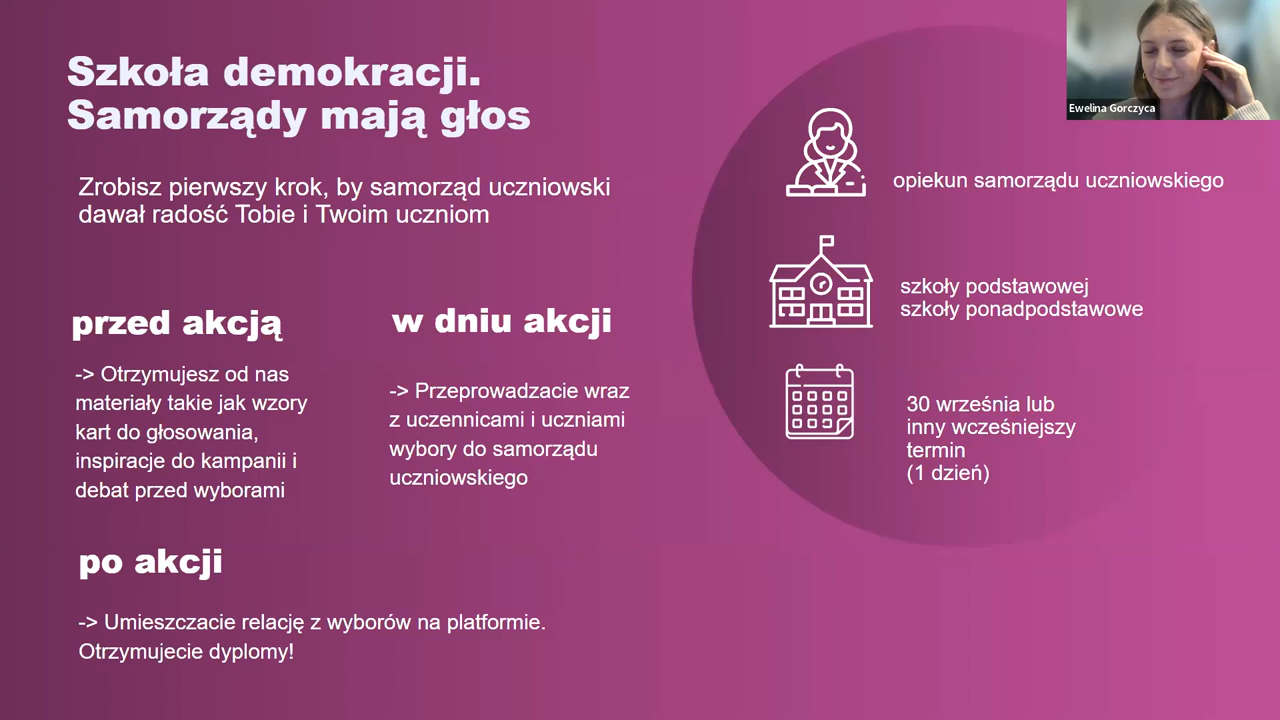 Szkoła demokracji.
Samorządy mają głos
Zrobisz pierwszy krok, by samorząd uczniowski
dawał radość Tobie i Twoim uczniom
przed akcją
-> Otrzymujesz od nas
materiały takie jak wzory
kart do głosowania,
inspiracje do kampanii i
debat przed wyborami
w dniu akcji
-> Przeprowadzacie wraz
z uczennicami i uczniami
wybory do samorządu
uczniowskiego
po akcji
-> Umieszczacie relację z wyborów na platformie.
Otrzymujecie dyplomy!
Ewelina Gorczyca
opiekun samorządu uczniowskiego
szkoły podstawowej
szkoły ponadpodstawowe
30 września lub
inny wcześniejszy
termin
(1 dzień)